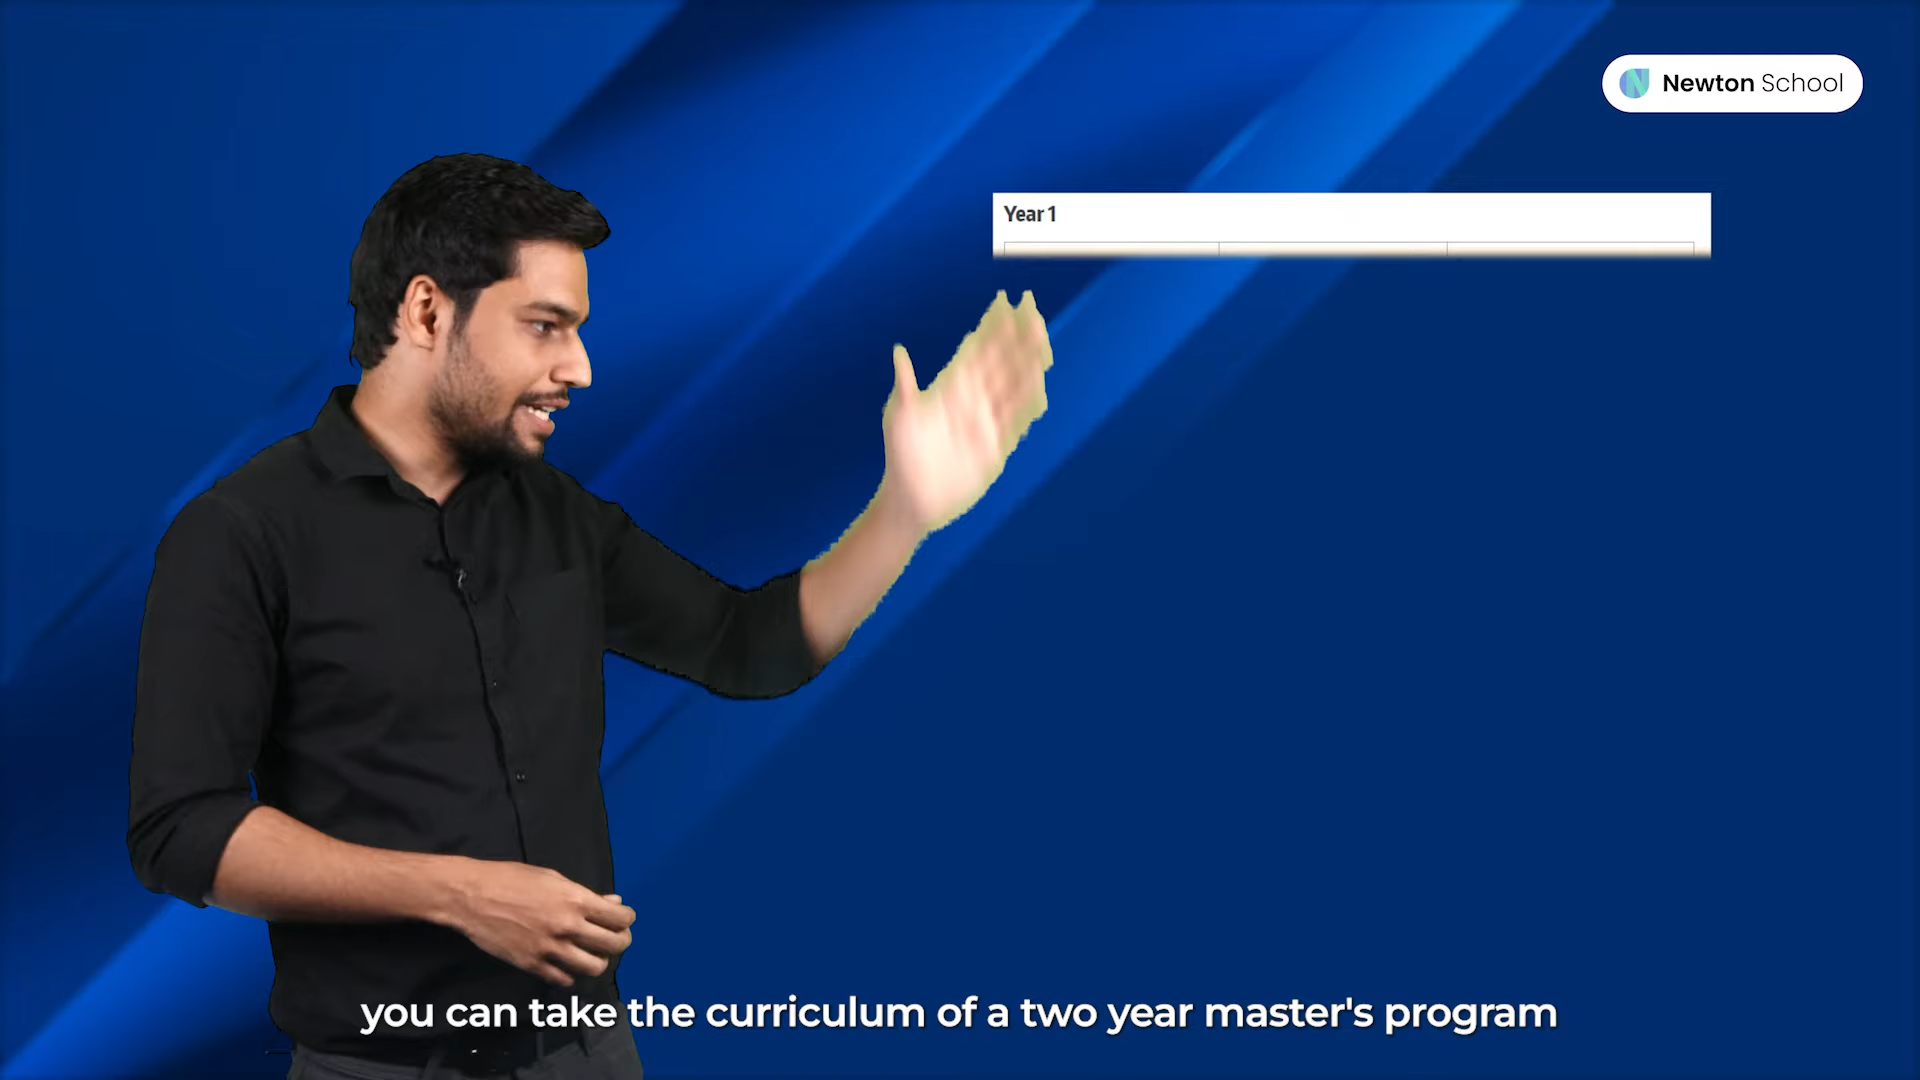 Newton School
Year 1
you can take the curriculum of a two year master's program